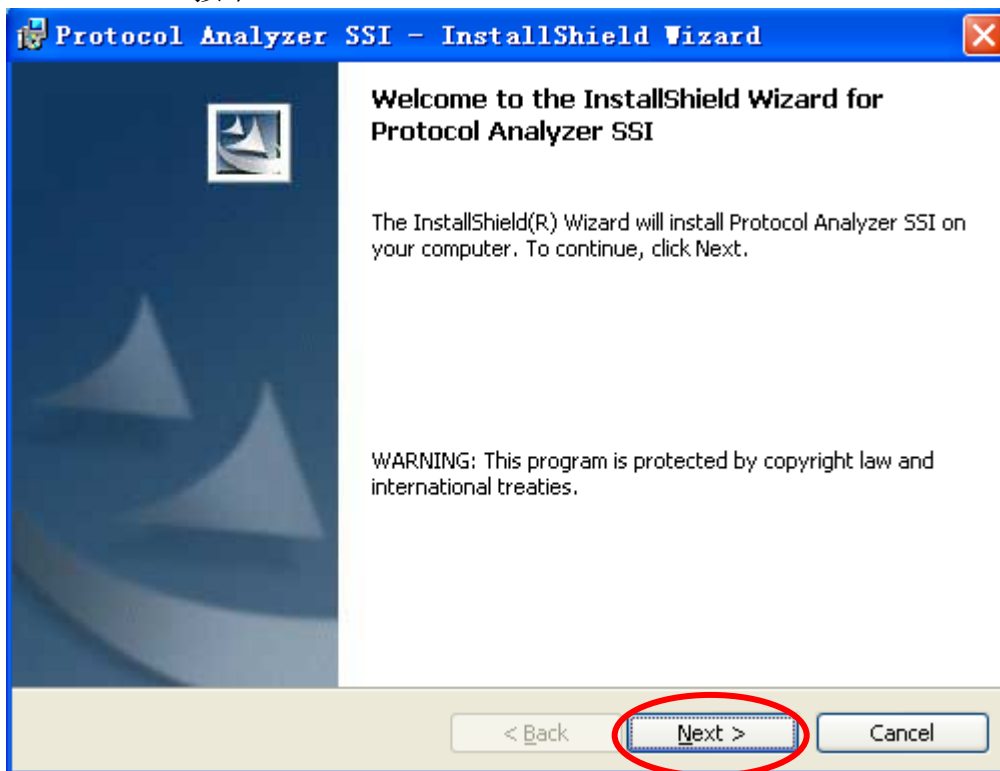 Protocol Analyzer SSI - InstallShield Wizard
Welcome to the InstallShield Wizard for
Protocol Analyzer SSI
The InstallShield(R) Wizard will install Protocol Analyzer SSI on
your computer. To continue, click Next.
WARNING: This program is protected by copyright law and
international treaties.
< Back Next > Cancel